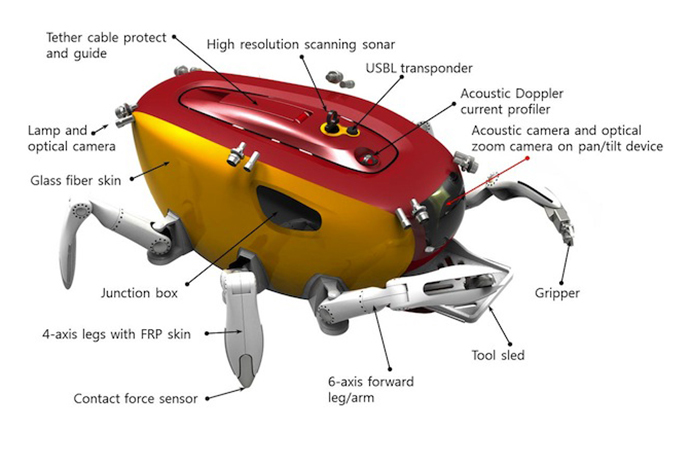 Tether cable protect
and guide
High resolution scanning sonar
USBL transponder
Acoustic Doppler
current profiler
Lamp and
optical camera
Acoustic camera and optical
zoom camera on pan/tilt device
Glass fiber skin
Junction box
Gripper
4-axis legs with FRP skin
Tool sled
6-axis forward
leg/arm
Contact force sensor